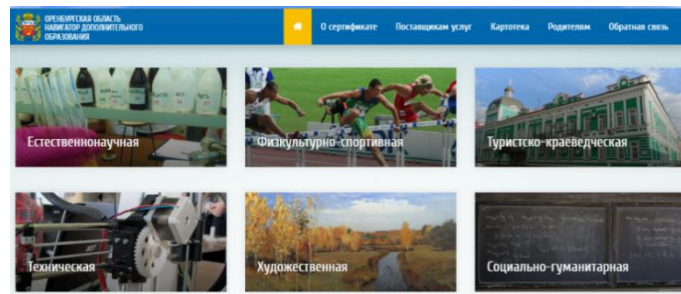 ОРЕНБУРГСКАЯ ОБЛАСТЬ
НАВИГАТОР ДОПОЛНИТЕЛЬНОГО
ОБРАЗОВАНИЯ
О сертификате Поставщикам услуг Картотека Родителям Обратная связь
Естественнонаучная
Физкультурно-спортивная
Туристско-краеведческая
Техническая
Художественная
Социально-гуманитарная